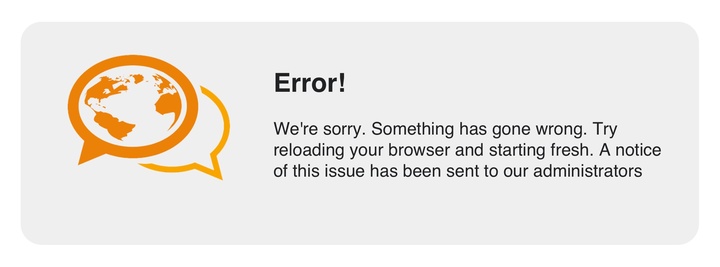 Error!
We're sorry. Something has gone wrong. Try
reloading your browser and starting fresh. A notice
of this issue has been sent to our administrators